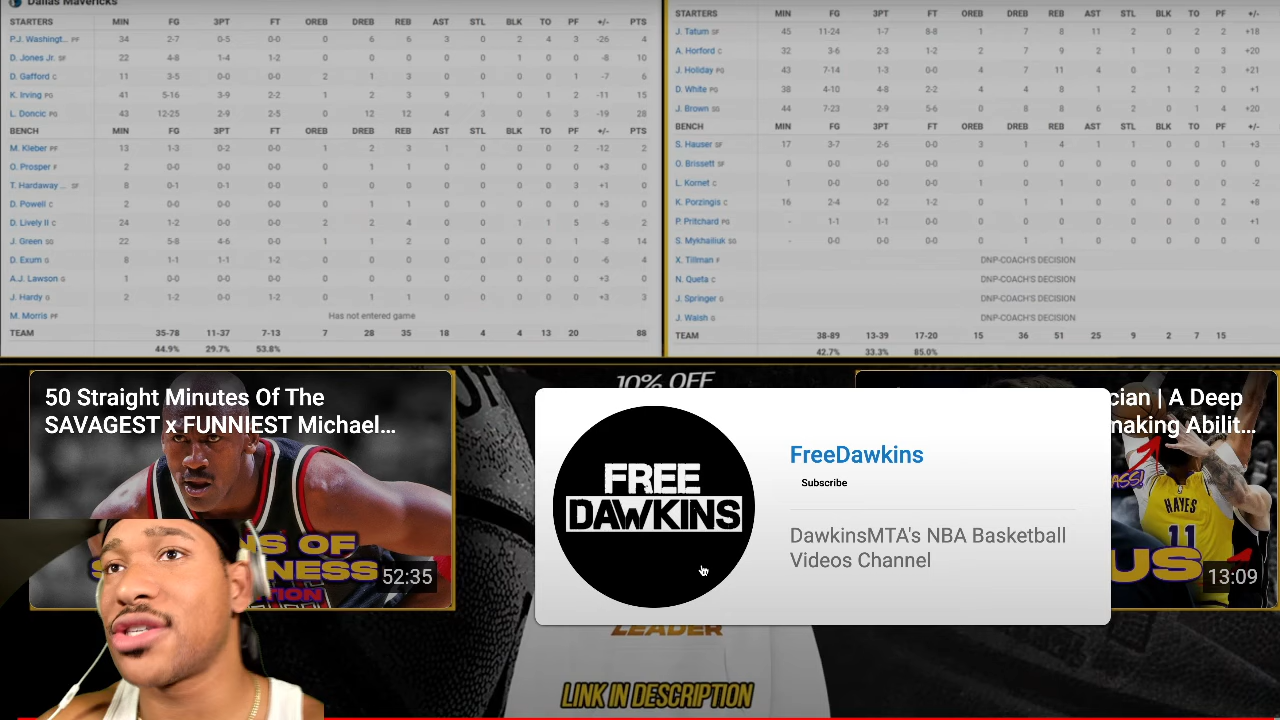 Dallas Mavericks
STARTERS MIN FG 3PT FT OREB DREB REB AST STL BLK TO PF +/- PTS
P.J. Washingt... PF 34 2-7 0-5 0-0 0 6 6 3 0 2 4 3 -26 4
D. Jones Jr. SF 22 4-8 1-4 1-2 0 0 0 0 0 1 0 0 -8 10
D. Gafford C 11 3-5 0-0 0-0 2 1 3 0 0 0 0 1 -7 6
K. Irving PG 41 5-16 3-9 2-2 1 2 3 9 1 0 1 2 -11 15
L. Doncic PG 43 12-25 2-9 2-5 0 12 12 4 3 0 6 3 -19 28
BENCH MIN FG 3PT FT OREB DREB REB AST STL BLK TO PF +/- PTS
M. Kleber PF 13 1-3 0-2 0-0 1 2 3 1 0 0 0 2 -12 2
O. Prosper F 2 0-0 0-0 0-0 0 1 1 0 0 0 0 0 +3 0
T. Hardaway ... SF 8 0-1 0-1 0-0 0 0 0 0 0 0 0 3 +1 0
D. Powell C 2 0-0 0-0 0-0 0 1 1 0 0 0 0 0 +3 0
D. Lively II C 24 1-2 0-0 0-0 2 2 4 0 0 1 1 5 -6 2
J. Green SG 22 5-8 4-6 0-0 0 1 1 2 0 0 0 1 -8 14
D. Exum G 8 1-1 1-1 1-2 0 0 0 0 0 0 0 0 -6 4
A.J. Lawson G 1 0-0 0-0 0-0 0 0 0 0 0 0 0 0 +3 0
J. Hardy G 2 1-2 0-0 1-2 0 1 1 0 0 0 0 0 +3 3
M. Morris PF Has not entered game
TEAM 35-78 11-37 7-13 7 28 35 18 4 4 13 20 88
44.9% 29.7% 53.8%
STARTERS MIN FG 3PT FT OREB DREB REB AST STL BLK TO PF +/-
J. Tatum SF 45 11-24 1-7 8-8 1 7 8 11 2 0 2 2 +18
A. Horford C 32 3-6 2-3 1-2 2 7 9 2 1 0 0 3 +20
J. Holiday PG 43 7-14 1-3 0-0 4 7 11 4 0 1 2 3 +21
D. White PG 38 4-10 4-8 2-2 4 4 8 1 2 1 2 0 +1
J. Brown SG 44 7-23 2-9 5-6 0 8 8 6 2 0 1 4 +20
BENCH MIN FG 3PT FT OREB DREB REB AST STL BLK TO PF +/-
S. Hauser SF 17 3-7 2-6 0-0 3 1 4 1 1 0 0 1 +3
O. Brissett SF 0 0-0 0-0 0-0 0 0 0 0 0 0 0 0 0
L. Kornet C 1 0-0 0-0 0-0 1 0 1 0 0 0 0 0 -2
K. Porzingis C 16 2-4 0-2 1-2 0 1 1 0 0 0 0 2 +8
P. Pritchard PG - 1-1 1-1 0-0 0 0 0 0 0 0 0 0 +1
S. Mykhailiuk SG - 0-0 0-0 0-0 0 1 1 0 0 0 0 0 0
X. Tillman F DNP-COACH'S DECISION
N. Queta C DNP-COACH'S DECISION
J. Springer G DNP-COACH'S DECISION
J. Walsh G DNP-COACH'S DECISION
TEAM 38-89 13-39 17-20 15 36 51 25 9 2 7 15
42.7% 33.3% 85.0%
50 Straight Minutes Of The
SAVAGEST x FUNNIEST Michael...
NS OF
NESS
TION
52:35
10% OFF
FREE
DAWKINS
FreeDawkins
Subscribe
DawkinsMTA's NBA Basketball
Videos Channel
LEADER
LINK IN DESCRIPTION
cian | A Deep
making Abilit...
ASS!
HAYES
11
US
13:09